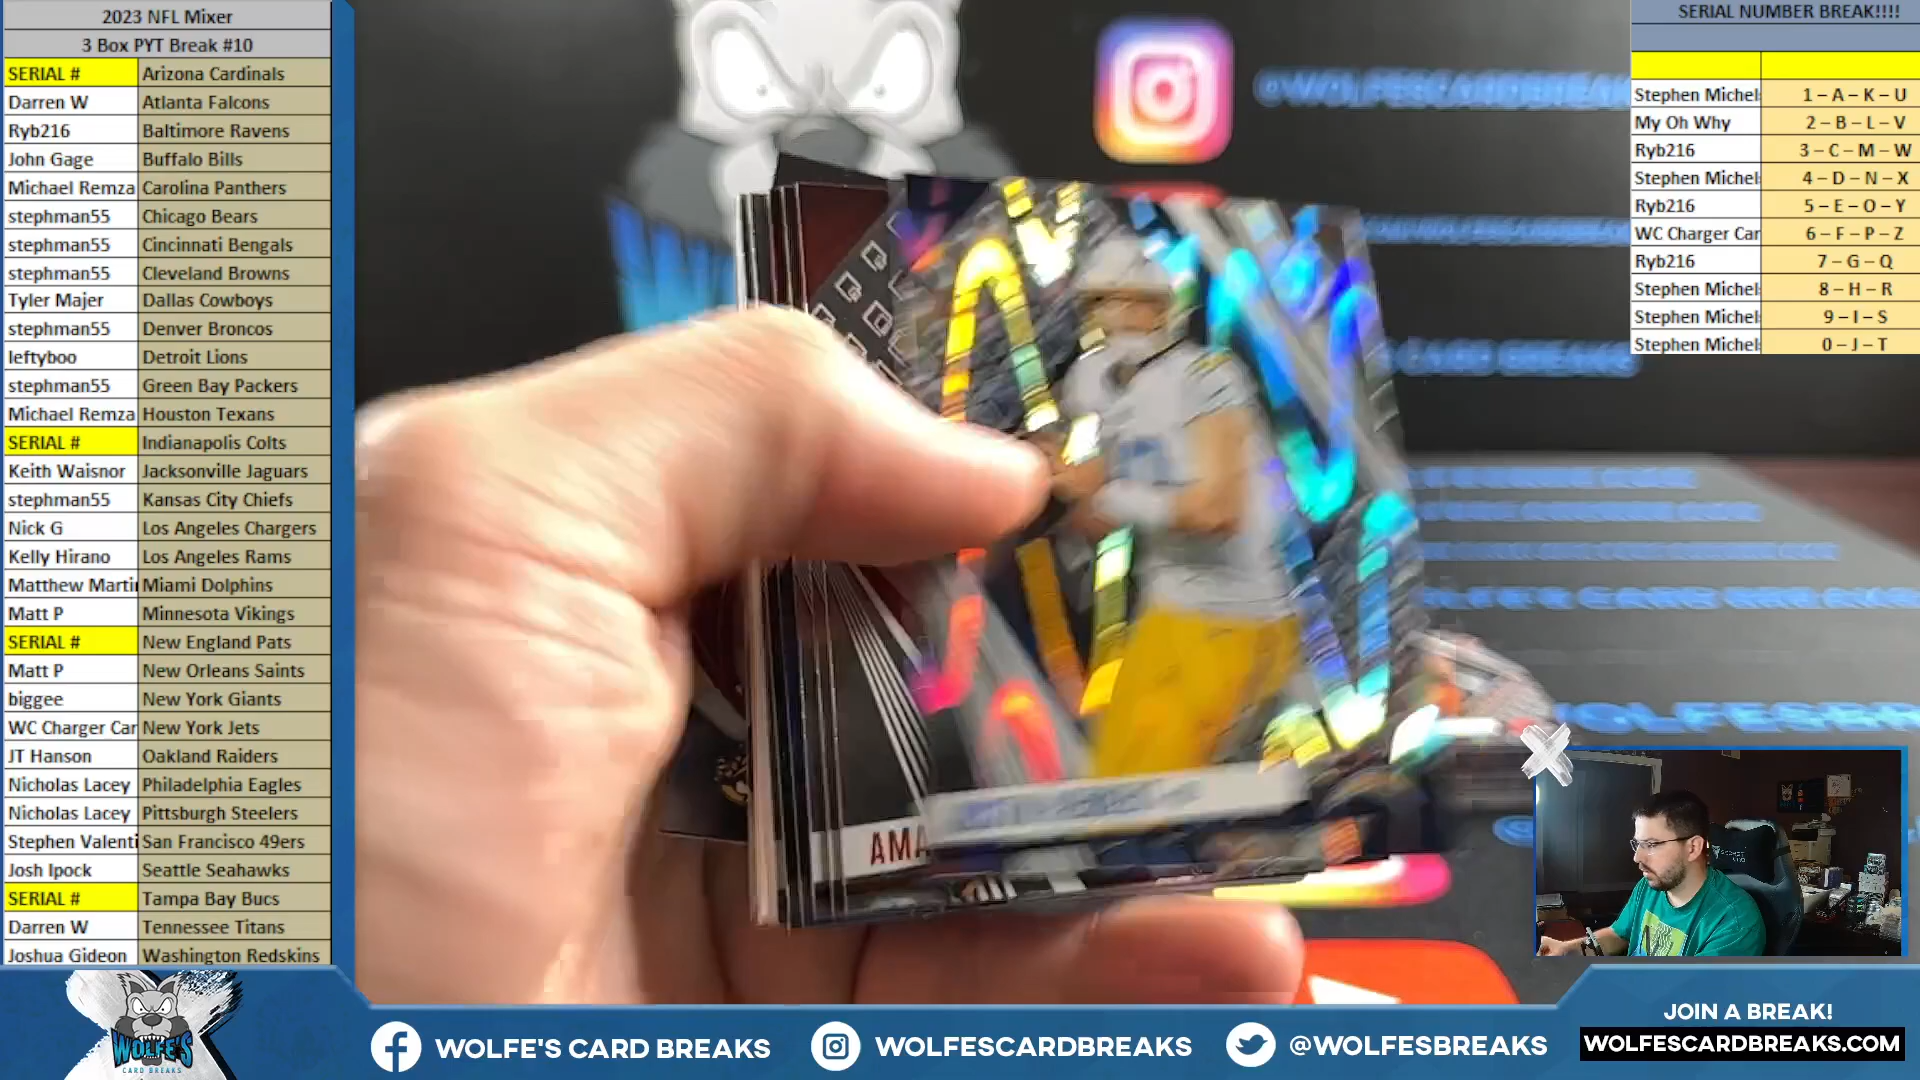 2023 NFL Mixer
3 Box PYT Break #10
SERIAL # Arizona Cardinals
Darren W Atlanta Falcons
Ryb216 Baltimore Ravens
John Gage Buffalo Bills
Michael Remza Carolina Panthers
stephman55 Chicago Bears
stephman55 Cincinnati Bengals
stephman55 Cleveland Browns
Tyler Majer Dallas Cowboys
stephman55 Denver Broncos
leftyboo Detroit Lions
stephman55 Green Bay Packers
Michael Remza Houston Texans
SERIAL # Indianapolis Colts
Keith Waisnor Jacksonville Jaguars
stephman55 Kansas City Chiefs
Nick G Los Angeles Chargers
Kelly Hirano Los Angeles Rams
Matthew Marti Miami Dolphins
Matt P Minnesota Vikings
SERIAL # New England Pats
Matt P New Orleans Saints
biggee New York Giants
WC Charger Car New York Jets
JT Hanson Oakland Raiders
Nicholas Lacey Philadelphia Eagles
Nicholas Lacey Pittsburgh Steelers
Stephen Valenti San Francisco 49ers
Josh Ipock Seattle Seahawks
SERIAL # Tampa Bay Bucs
Darren W Tennessee Titans
Joshua Gideon Washington Redskins
SERIAL NUMBER BREAK!!!!
Stephen Michel 1 – A – K – U
My Oh Why 2 – B – L – V
Ryb216 3 – C – M – W
Stephen Michel 4 – D – N – X
Ryb216 5 – E – O – Y
WC Charger Car 6 – F – P – Z
Ryb216 7 – G – Q
Stephen Michel 8 – H – R
Stephen Michel 9 – I – S
Stephen Michel 0 – J – T
@WOLFESCARDBREAK
AMA
WOLFE'S
CARD BREAKS
WOLFE'S CARD BREAKS
WOLFESCARDBREAKS
@WOLFESBREAKS
JOIN A BREAK!
WOLFESCARDBREAKS.COM